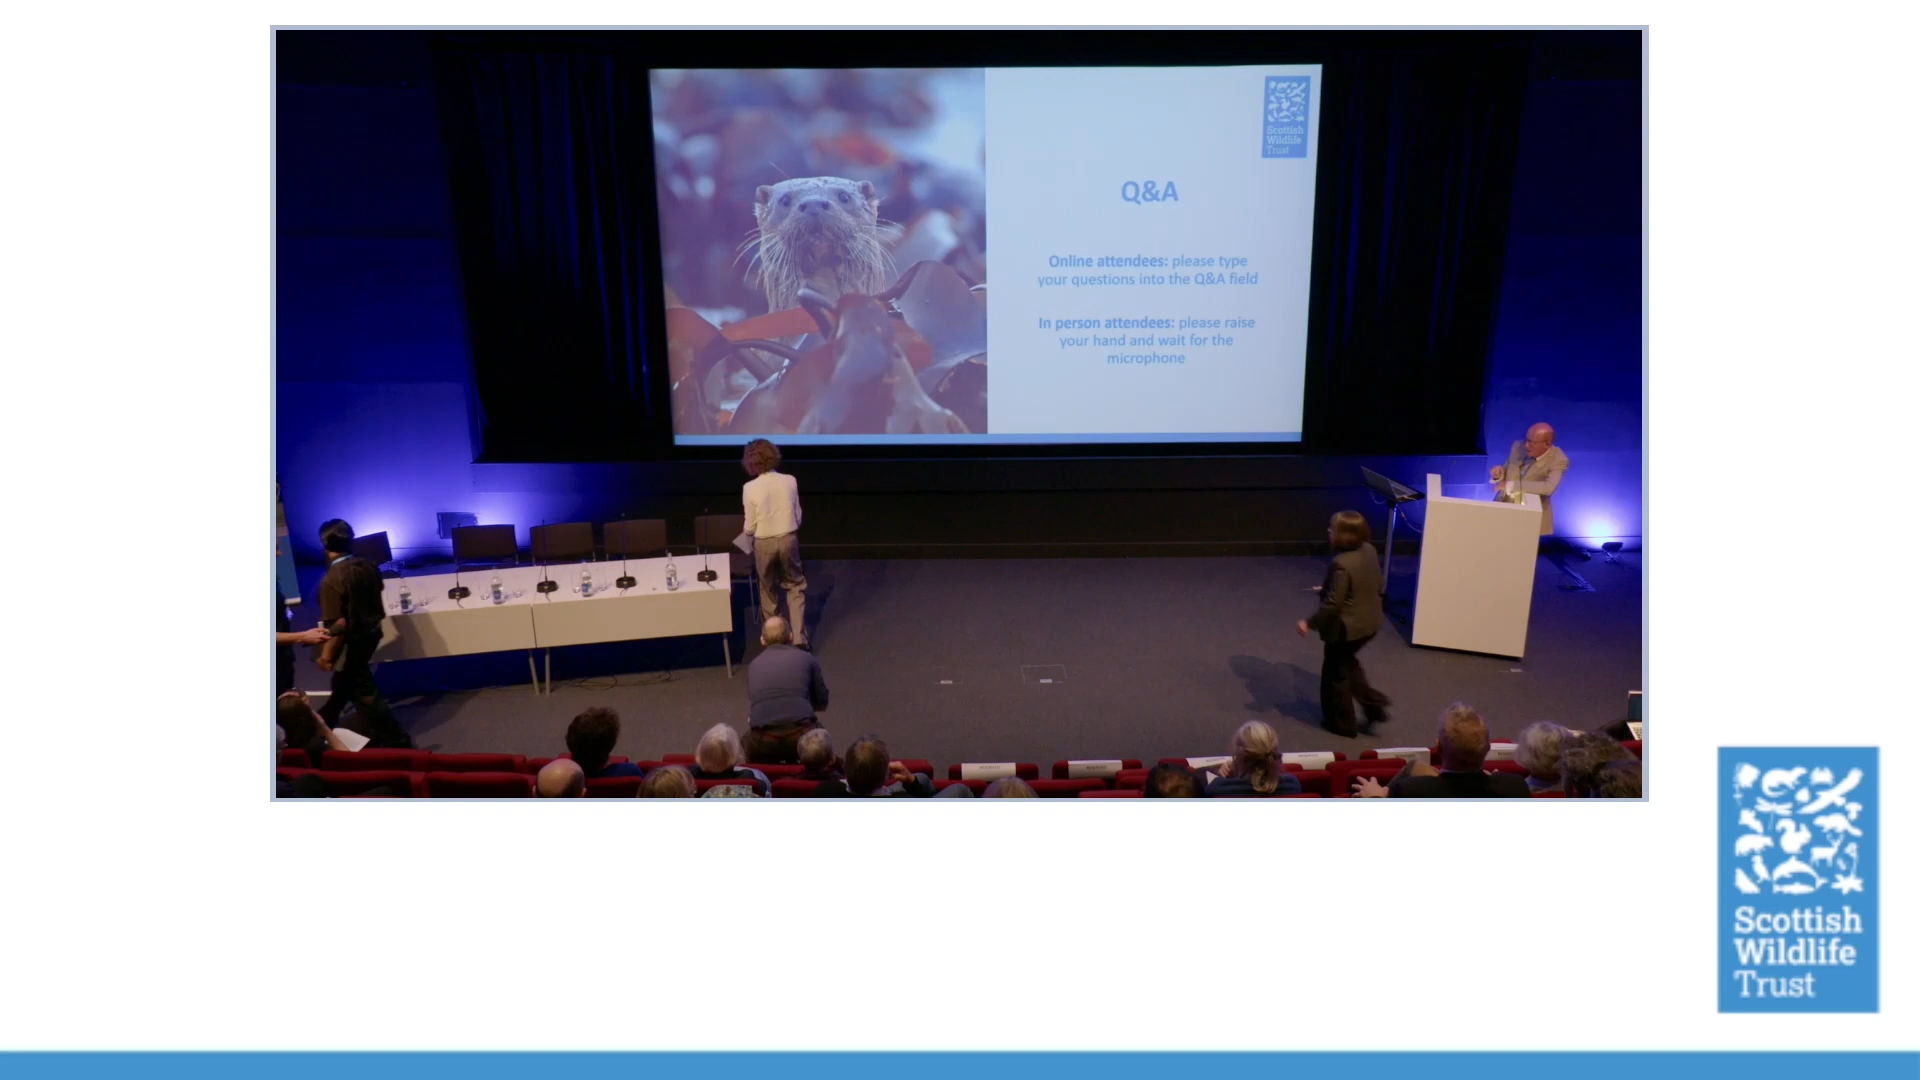 Scottish
Wildlife
Trust
Q&A
Online attendees: please type
your questions into the Q&A field
In person attendees: please raise
your hand and wait for the
microphone
Scottish
Wildlife
Trust